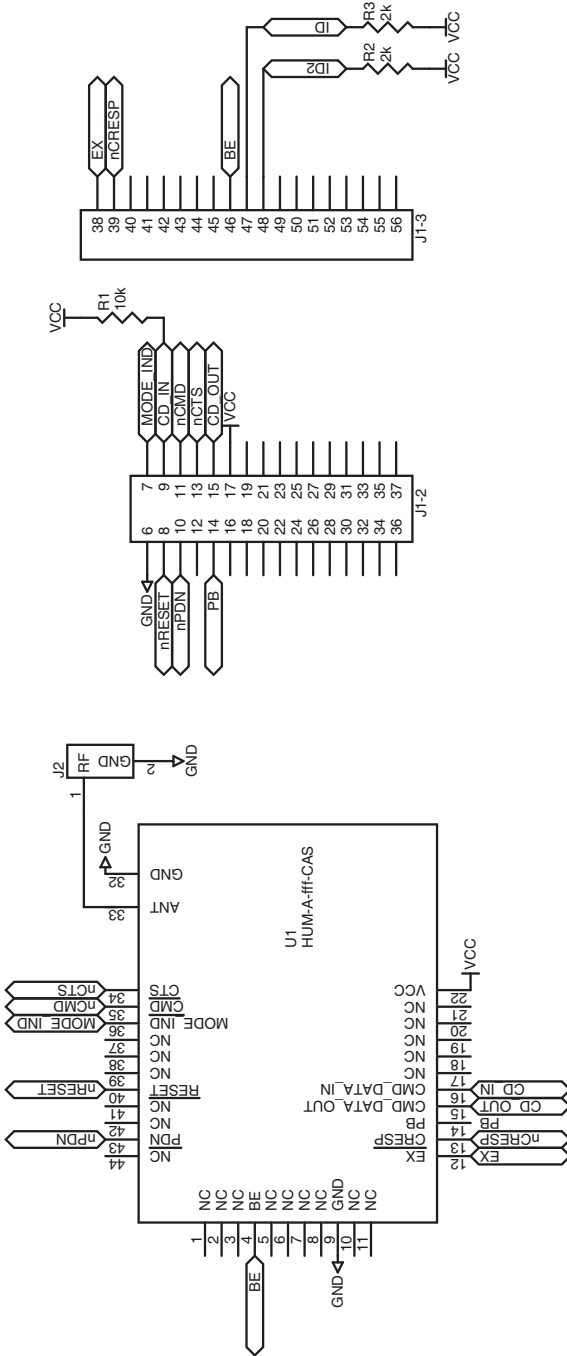 J1-3
38
39
40
41
42
43
44
45
46
47
48
49
50
51
52
53
54
55
56
EX
nCRESP
BE
ID2
ID
R2
2k
R3
2k
VCC
VCC
VCC
R1
10k
J1-2
6 7
8 9
10 11
12 13
14 15
16 17
18 19
20 21
22 23
24 25
26 27
28 29
30 31
32 33
34 35
36 37
GND
nRESET
nPDN
PB
MODE_IND
CD_IN
nCMD
nCTS
CD_OUT
VCC
J2
RF
GND
1
2
GND
U1
HUM-A-fff-CAS
GND
32
GND
33
ANT
nCTS
34
CTS
nCMD
35
CMD
MODE_IND
36
MODE_IND
37
NC
38
NC
39
NC
nRESET
40
RESET
41
NC
42
NC
nPDN
43
PDN
44
NC
1
NC
2
NC
3
NC
BE
4
BE
5
NC
6
NC
7
NC
8
NC
GND
9
GND
10
NC
11
NC
VCC
22
VCC
21
NC
20
NC
19
NC
18
NC
17
NC
CD_IN
16
CMD_DATA_IN
CD_OUT
15
CMD_DATA_OUT
PB
14
PB
nCRESP
13
CRESP
EX
12
EX